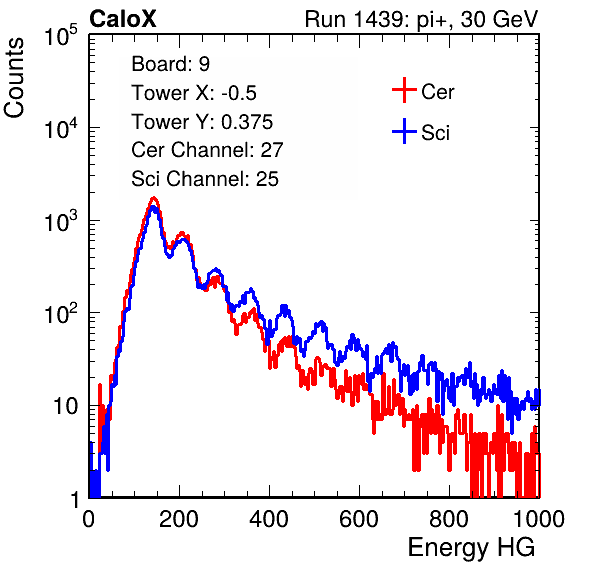 CaloX Run 1439: pi+, 30 GeV
Counts
10^5
10^4
10^3
10^2
10
1
Board: 9
Tower X: -0.5
Tower Y: 0.375
Cer Channel: 27
Sci Channel: 25
Cer
Sci
0 200 400 600 800 1000
Energy HG